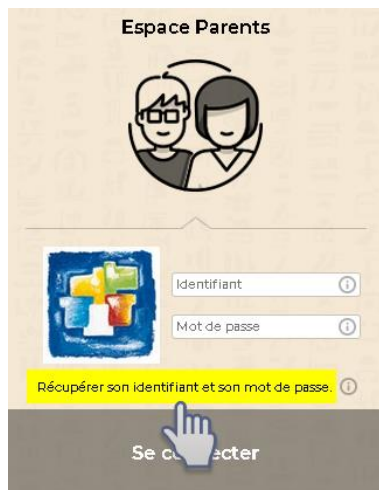 Espace Parents
Identifiant
Mot de passe
Récupérer son identifiant et son mot de passe.
Se